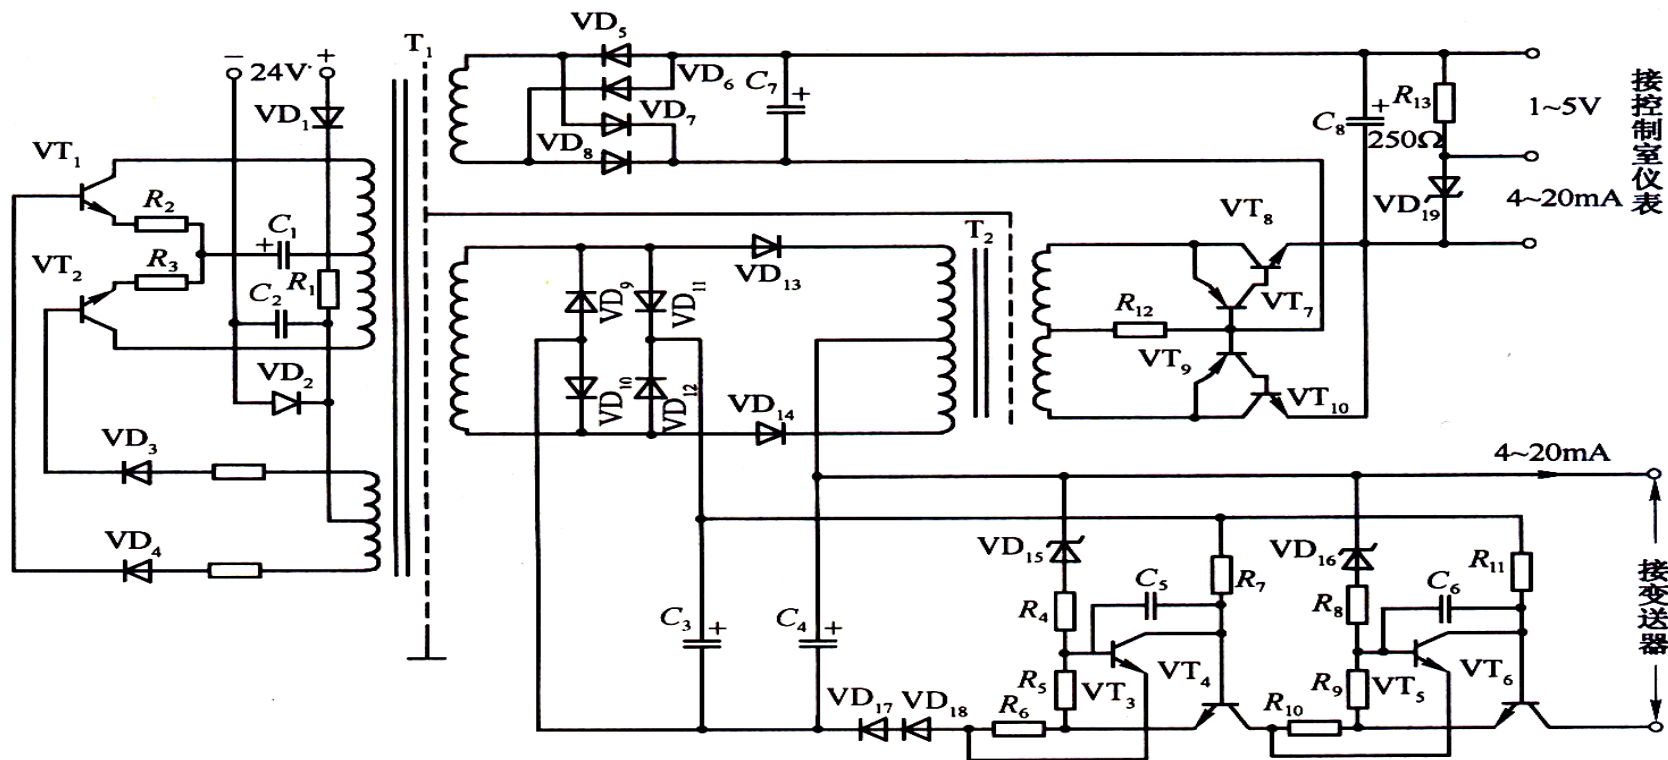 VD₅
T₁
− 24V +
VD₆
C₇ +
VD₁
VD₇
VD₈
VT₁
R₂
C₁
+
R₃
VT₂
C₂
R₁
VD₂
VD₃
VD₄
C₈ +
R₁₃
250Ω
1~5V
VD₁₉
4~20mA
接控制室仪表
T₂
VT₈
VT₇
R₁₂
VT₉
VT₁₀
VD₁₃
VD₉
VD₁₁
VD₁₀
VD₁₂
VD₁₄
4~20mA
VD₁₅
VD₁₆
R₇
R₁₁
C₅
C₆
R₄
R₈
C₃ +
C₄ +
R₅
VT₃
VT₄
R₉
VT₅
VT₆
VD₁₇
VD₁₈
R₆
R₁₀
接变送器